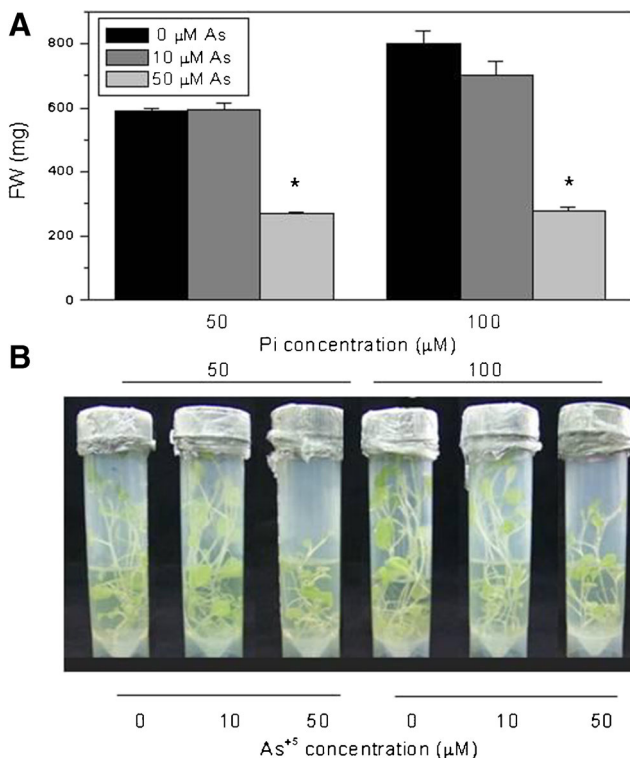 A
800
600
400
200
0
FW (mg)
0 µM As
10 µM As
50 µM As
*
*
50 100
Pi concentration (µM)
B
50 100
0 10 50 0 10 50
As⁺⁵ concentration (µM)